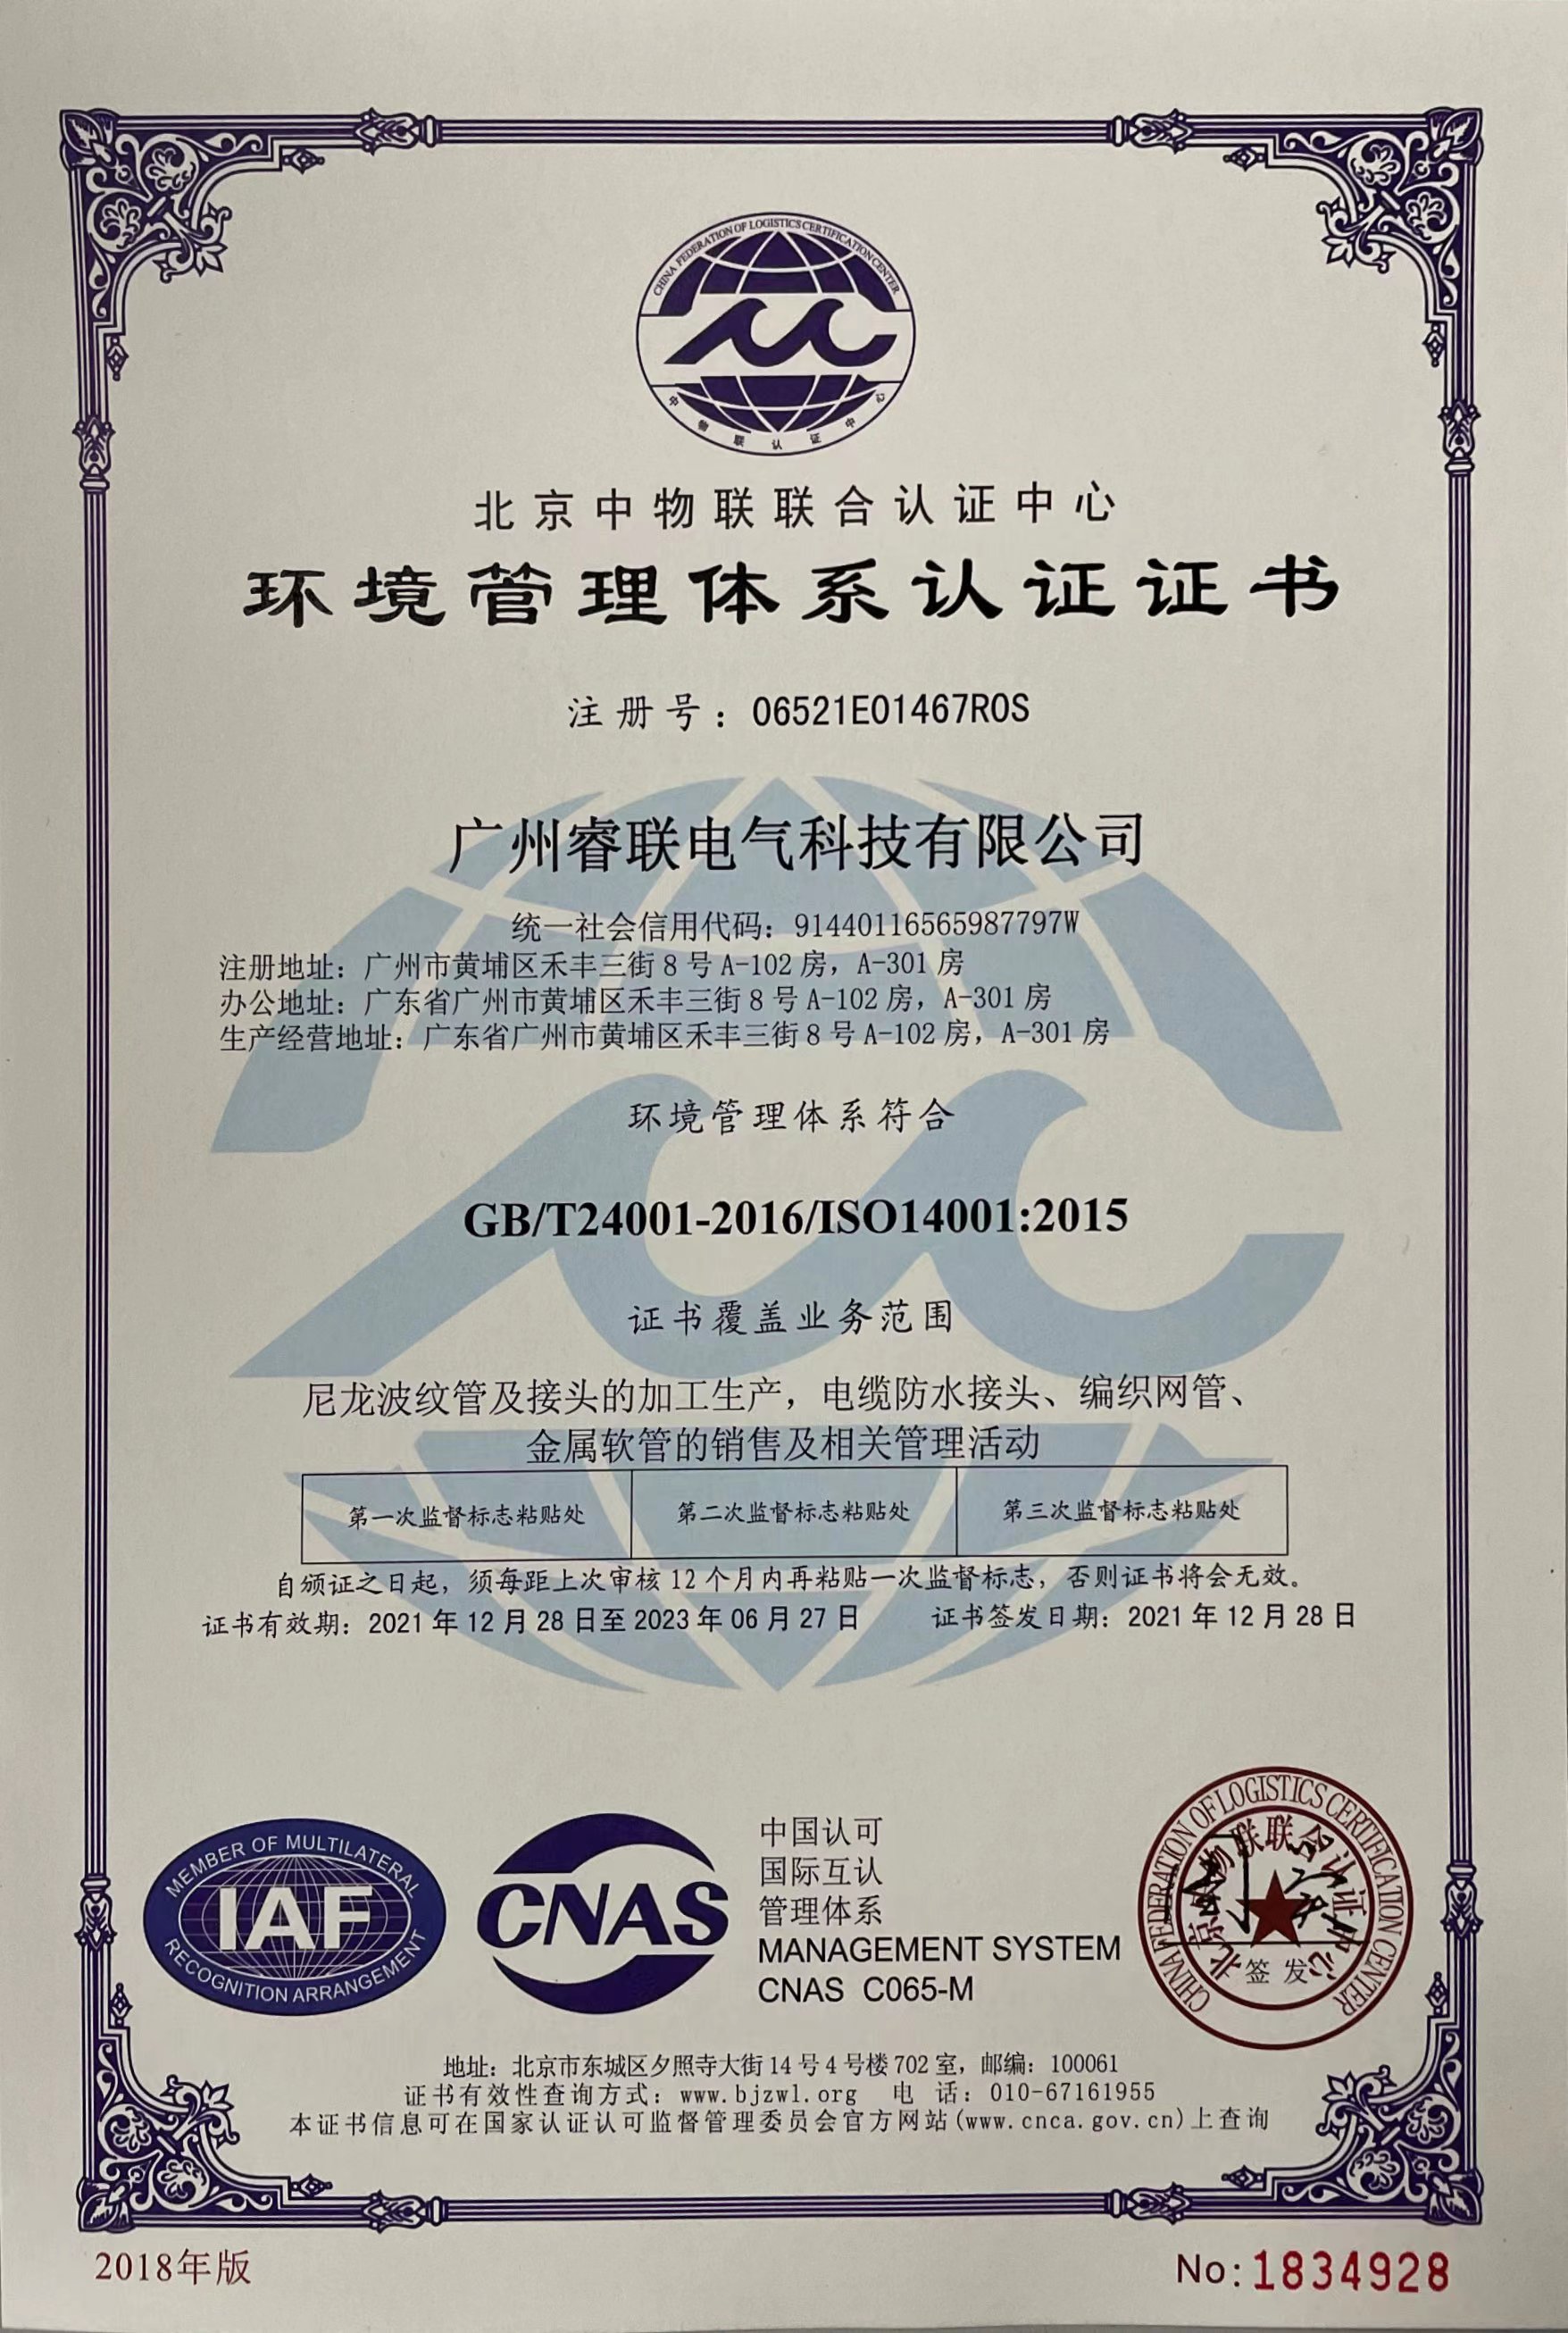 CHINA FEDERATION OF LOGISTICS CERTIFICATION CENTER
中物联认证中心
北京中物联联合认证中心
环境管理体系认证证书
注册号：06521E01467R0S
广州睿联电气科技有限公司
统一社会信用代码：91440116565987797W
注册地址：广州市黄埔区禾丰三街8号A-102房，A-301房
办公地址：广东省广州市黄埔区禾丰三街8号A-102房，A-301房
生产经营地址：广东省广州市黄埔区禾丰三街8号A-102房，A-301房
环境管理体系符合
GB/T24001-2016/ISO14001:2015
证书覆盖业务范围
尼龙波纹管及接头的加工生产，电缆防水接头、编织网管、
金属软管的销售及相关管理活动
第一次监督标志粘贴处 第二次监督标志粘贴处 第三次监督标志粘贴处
自颁证之日起，须每距上次审核12个月内再粘贴一次监督标志，否则证书将会无效。
证书有效期：2021年12月28日至2023年06月27日 证书签发日期：2021年12月28日
MEMBER OF MULTILATERAL
IAF
RECOGNITION ARRANGEMENT
CNAS
中国认可
国际互认
管理体系
MANAGEMENT SYSTEM
CNAS C065-M
CHINA FEDERATION OF LOGISTICS CERTIFICATION CENTER
北京中物联联合认证中心
签发
地址：北京市东城区夕照寺大街14号4号楼702室，邮编：100061
证书有效性查询方式：www.bjzwl.org 电 话：010-67161955
本证书信息可在国家认证认可监督管理委员会官方网站(www.cnca.gov.cn)上查询
2018年版
No:1834928